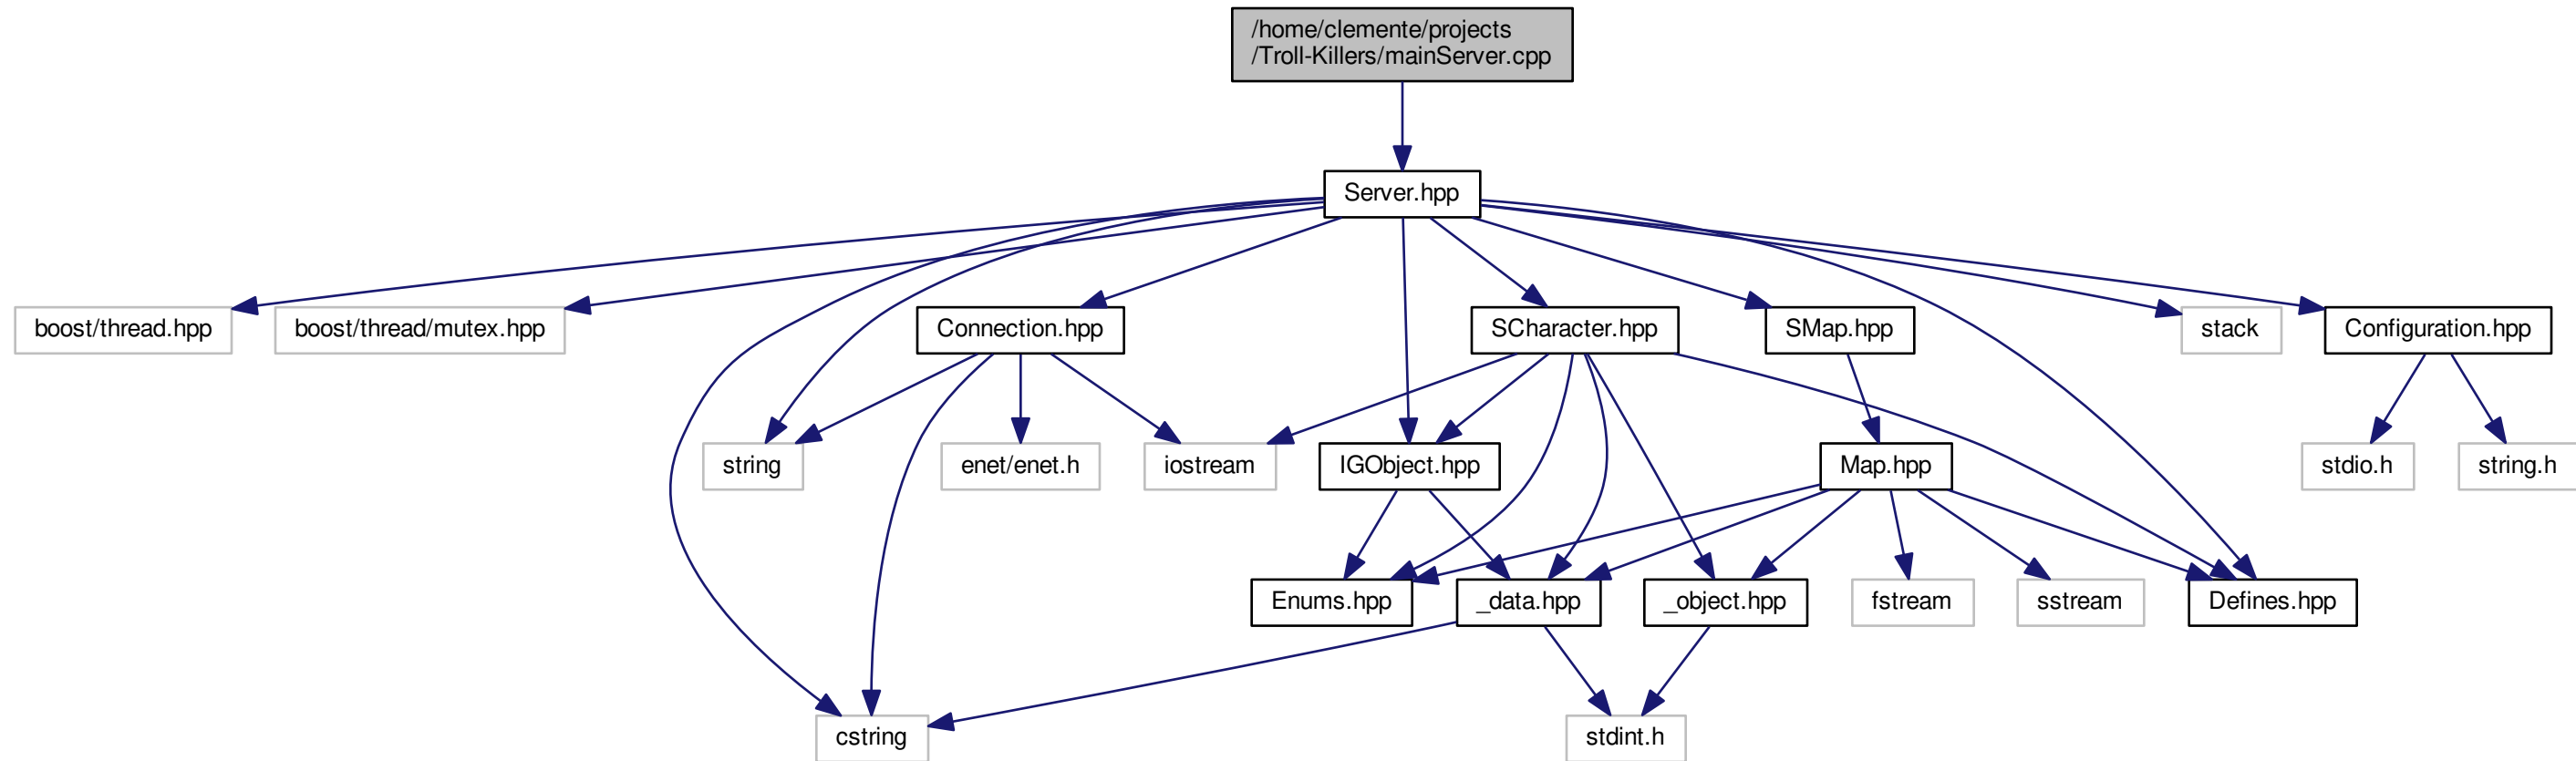 /home/clemente/projects
/Troll-Killers/mainServer.cpp
Server.hpp
boost/thread.hpp
boost/thread/mutex.hpp
Connection.hpp
SCharacter.hpp
SMap.hpp
stack
Configuration.hpp
string
enet/enet.h
iostream
IGObject.hpp
Map.hpp
stdio.h
string.h
Enums.hpp
_data.hpp
_object.hpp
fstream
sstream
Defines.hpp
cstring
stdint.h